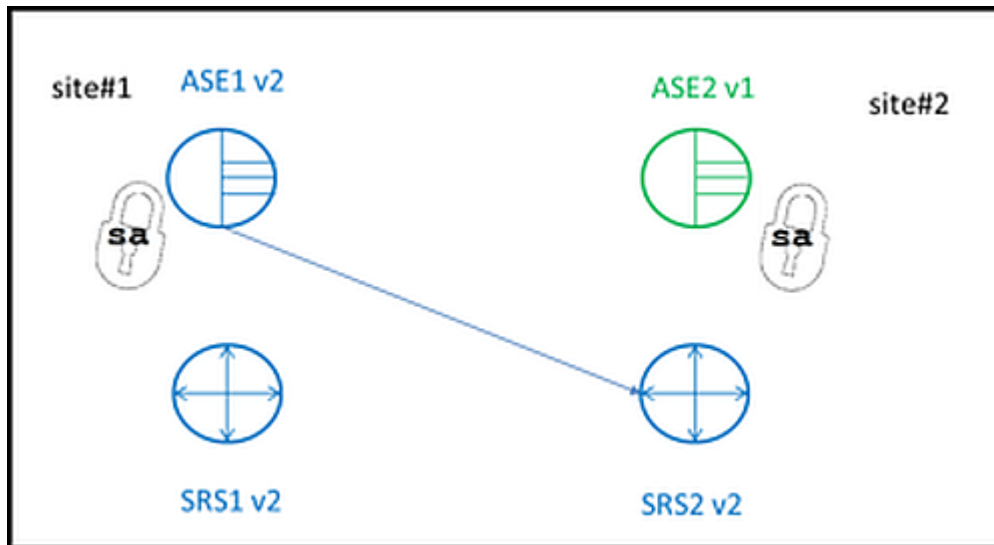 site#1
ASE1 v2
ASE2 v1
site#2
sa
sa
SRS1 v2
SRS2 v2